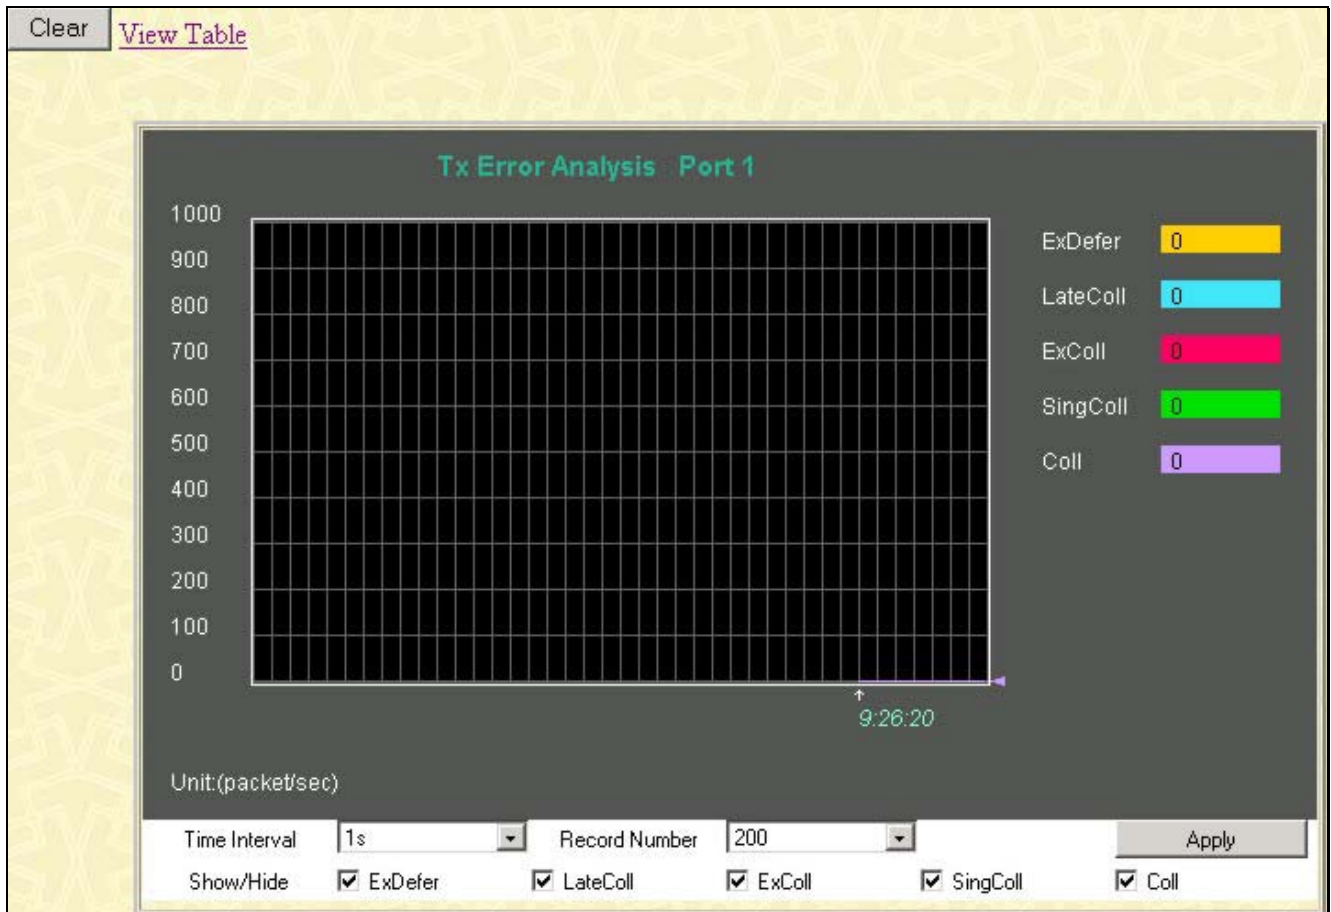 Clear View Table
Tx Error Analysis Port 1
1000
900
800
700
600
500
400
300
200
100
0
ExDefer 0
LateColl 0
ExColl 0
SingColl 0
Coll 0
9:26:20
Unit:(packet/sec)
Time Interval 1s Record Number 200 Apply
Show/Hide ExDefer LateColl ExColl SingColl Coll